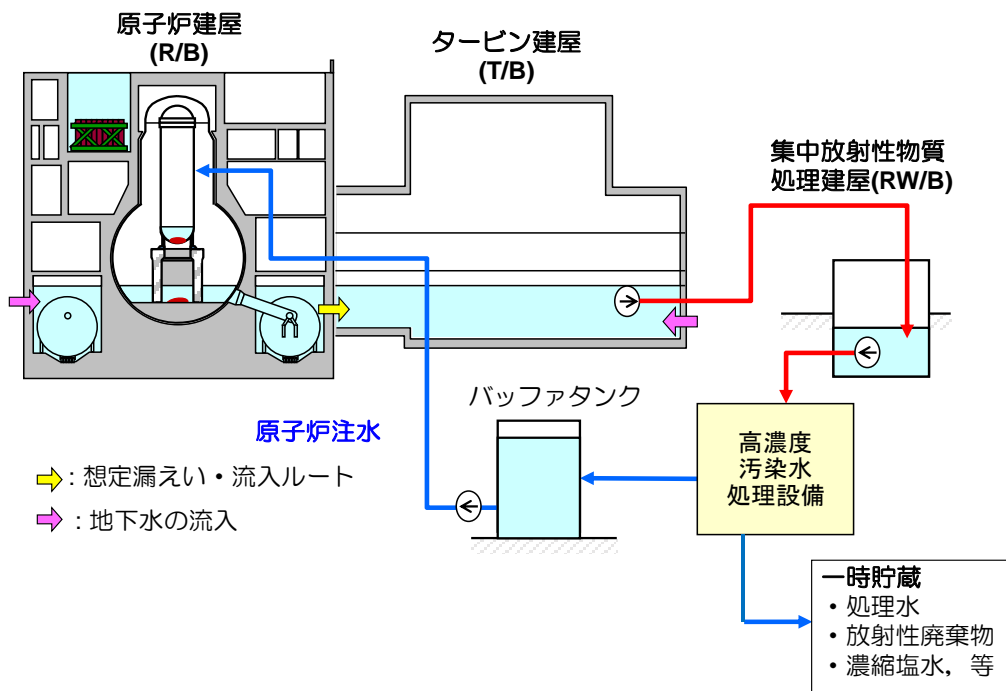 原子炉建屋
(R/B)
タービン建屋
(T/B)
集中放射性物質
処理建屋(RW/B)
バッファタンク
原子炉注水
高濃度
汚染水
処理設備
：想定漏えい・流入ルート
：地下水の流入
一時貯蔵
・処理水
・放射性廃棄物
・濃縮塩水，等